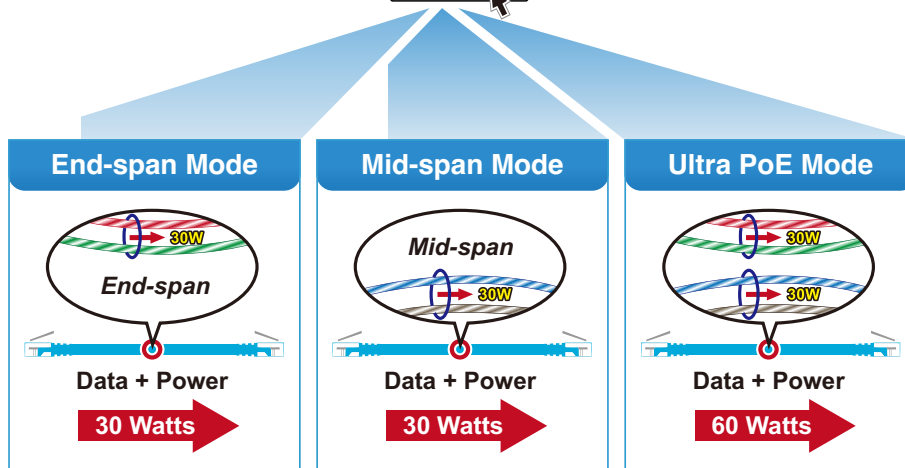 End-span Mode
30W
End-span
Data + Power
30 Watts
Mid-span Mode
Mid-span
30W
Data + Power
30 Watts
Ultra PoE Mode
30W
30W
Data + Power
60 Watts